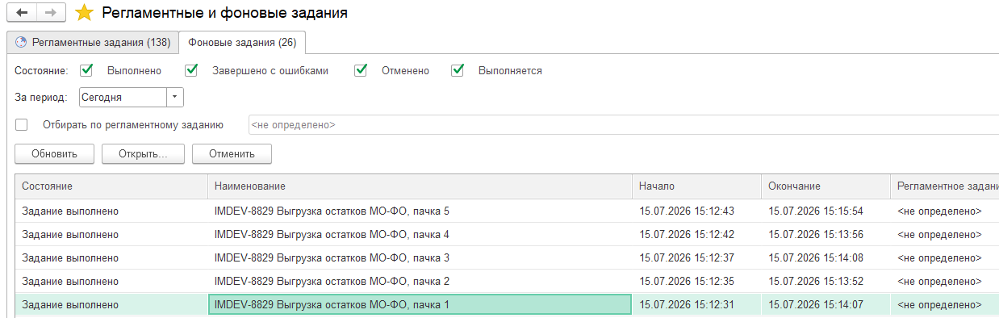 Регламентные и фоновые задания
Регламентные задания (138) Фоновые задания (26)
Состояние: Выполнено Завершено с ошибками Отменено Выполняется
За период: Сегодня
Отбирать по регламентному заданию <не определено>
Обновить Открыть... Отменить
Состояние Наименование Начало Окончание Регламентное задани
Задание выполнено IMDEV-8829 Выгрузка остатков МО-ФО, пачка 5 15.07.2026 15:12:43 15.07.2026 15:15:54 <не определено>
Задание выполнено IMDEV-8829 Выгрузка остатков МО-ФО, пачка 4 15.07.2026 15:12:42 15.07.2026 15:13:56 <не определено>
Задание выполнено IMDEV-8829 Выгрузка остатков МО-ФО, пачка 3 15.07.2026 15:12:37 15.07.2026 15:14:08 <не определено>
Задание выполнено IMDEV-8829 Выгрузка остатков МО-ФО, пачка 2 15.07.2026 15:12:35 15.07.2026 15:13:52 <не определено>
Задание выполнено IMDEV-8829 Выгрузка остатков МО-ФО, пачка 1 15.07.2026 15:12:31 15.07.2026 15:14:07 <не определено>